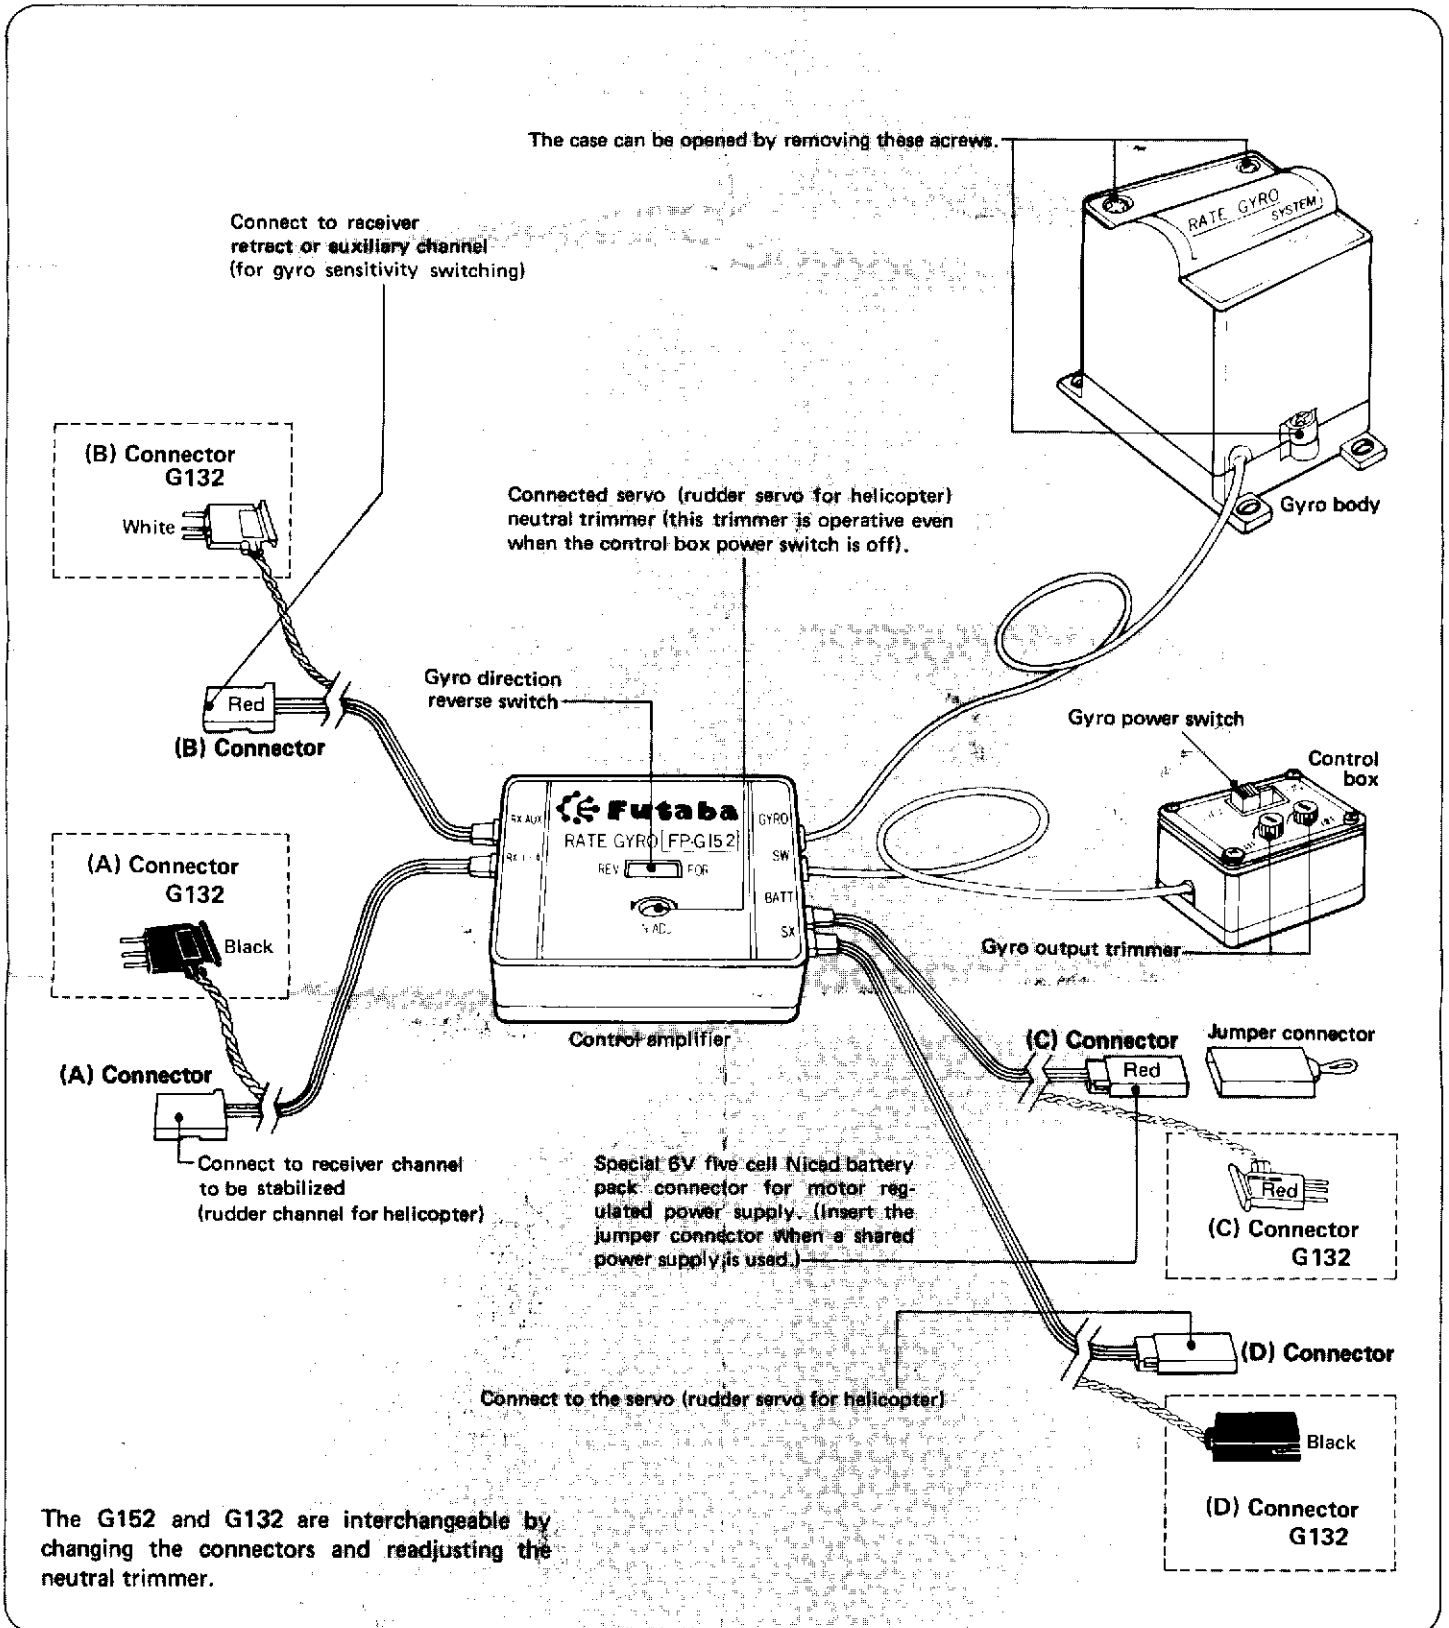 The case can be opened by removing these acrews.
RATE GYRO
SYSTEM
Connect to receiver
retract or auxiliary channel
(for gyro sensitivity switching)
(B) Connector
G132
White
Connected servo (rudder servo for helicopter)
neutral trimmer (this trimmer is operative even
when the control box power switch is off).
Gyro body
Gyro direction
reverse switch
Red
(B) Connector
Gyro power switch
Control
box
Futaba
RATE GYRO FP-G152
RX AUX
REV
FOR
GYRO
SW
BATT
SX
(A) Connector
G132
Black
Gyro output trimmer
Control amplifier
(A) Connector
(C) Connector
Red
Jumper connector
Connect to receiver channel
to be stabilized
(rudder channel for helicopter)
Special 6V five cell Nicad battery
pack connector for motor reg-
ulated power supply. (Insert the
jumper connector when a shared
power supply is used.)
Red
(C) Connector
G132
(D) Connector
Connect to the servo (rudder servo for helicopter)
Black
(D) Connector
G132
The G152 and G132 are interchangeable by
changing the connectors and readjusting the
neutral trimmer.